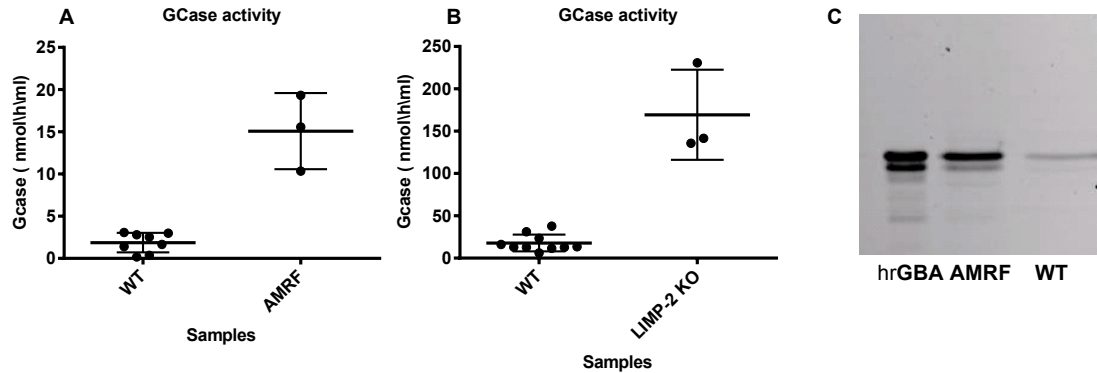 A
GCase activity
Gcase ( nmol\h\ml)
25
20
15
10
5
0
WT
AMRF
Samples
B
GCase activity
Gcase ( nmol\h\ml)
250
200
150
100
50
0
WT
LIMP-2 KO
Samples
C
hrGBA AMRF WT